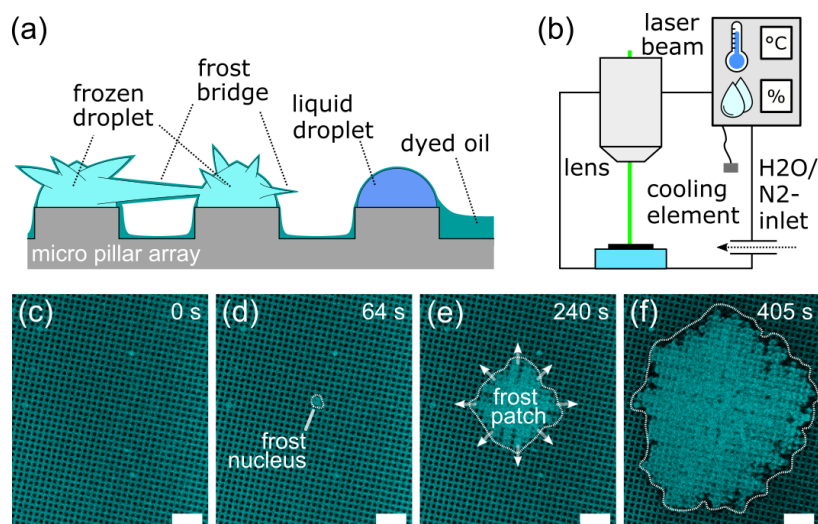 (a)
frozen
droplet
frost
bridge
liquid
droplet
dyed oil
micro pillar array
(b)
laser
beam
°C
%
lens
cooling
element
H2O/
N2-
inlet
(c)
0 s
(d)
64 s
frost
nucleus
(e)
240 s
frost
patch
(f)
405 s